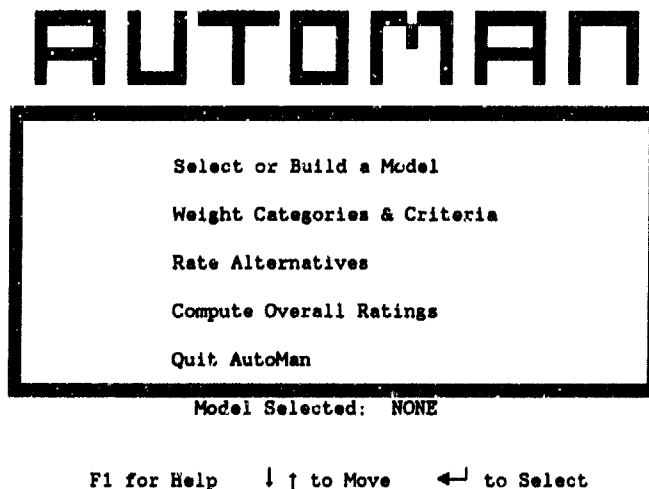 AUTOMAN
Select or Build a Model
Weight Categories & Criteria
Rate Alternatives
Compute Overall Ratings
Quit AutoMan
Model Selected: NONE
F1 for Help ↓ ↑ to Move ↵ to Select